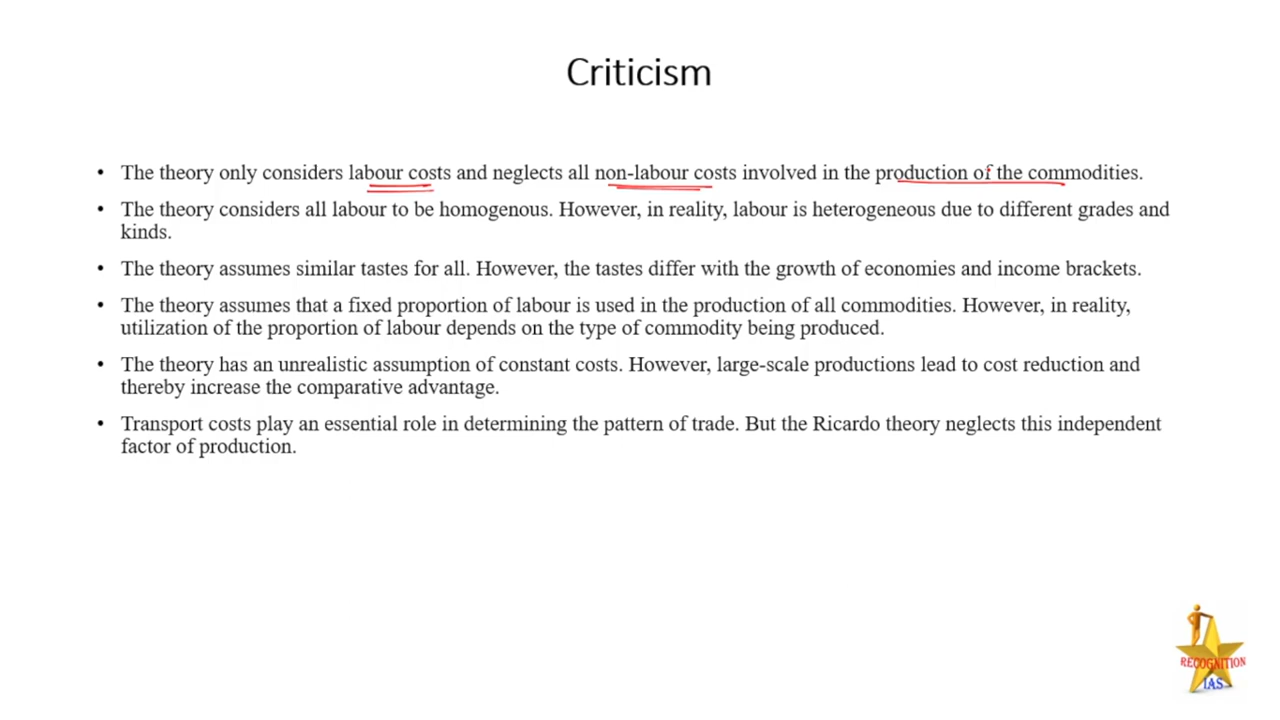 Criticism
• The theory only considers labour costs and neglects all non-labour costs involved in the production of the commodities.
• The theory considers all labour to be homogenous. However, in reality, labour is heterogeneous due to different grades and
kinds.
• The theory assumes similar tastes for all. However, the tastes differ with the growth of economies and income brackets.
• The theory assumes that a fixed proportion of labour is used in the production of all commodities. However, in reality,
utilization of the proportion of labour depends on the type of commodity being produced.
• The theory has an unrealistic assumption of constant costs. However, large-scale productions lead to cost reduction and
thereby increase the comparative advantage.
• Transport costs play an essential role in determining the pattern of trade. But the Ricardo theory neglects this independent
factor of production.
RECOGNITION
IAS